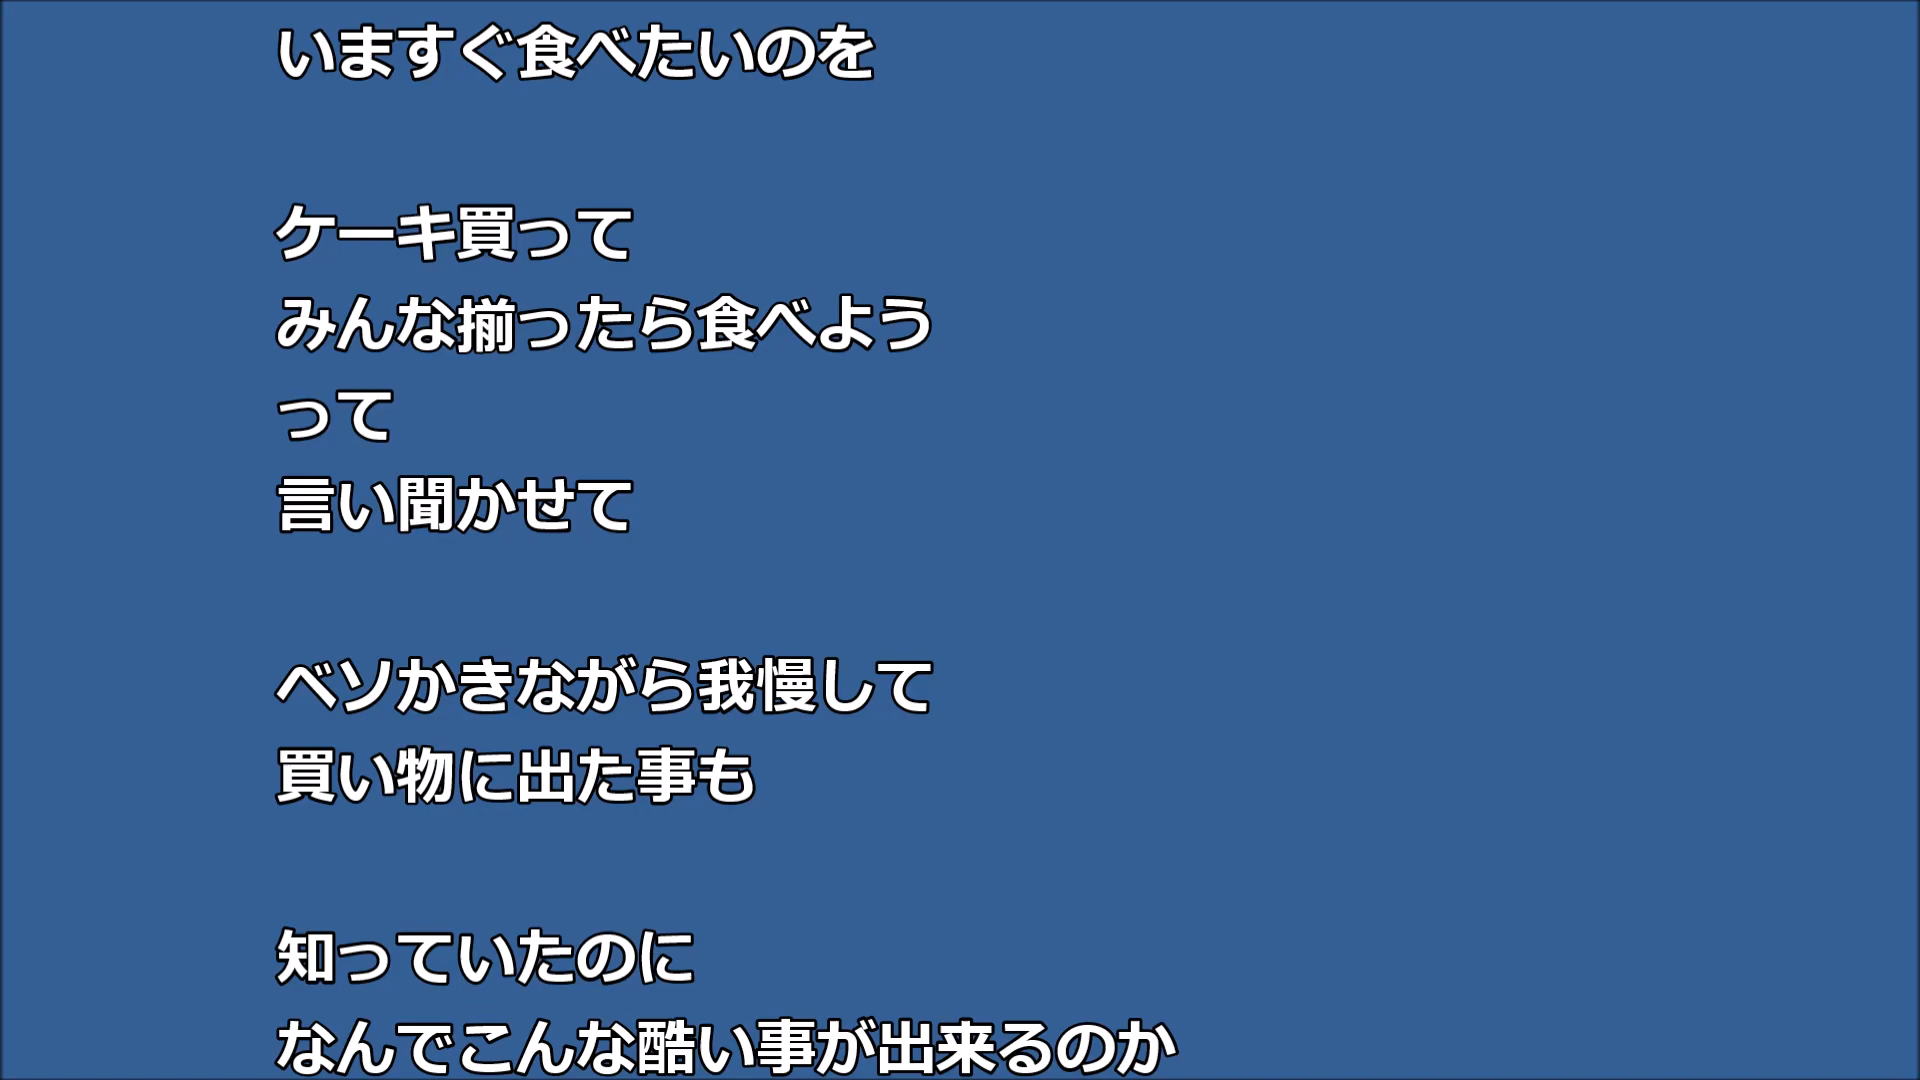 いますぐ食べたいのを
ケーキ買って
みんな揃ったら食べよう
って
言い聞かせて
ベソかきながら我慢して
買い物に出た事も
知っていたのに
なんでこんな酷い事が出来るのか